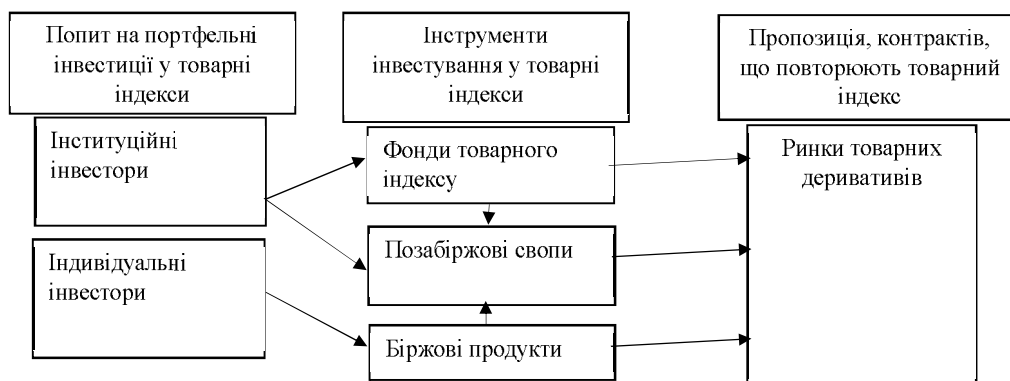 Попит на портфельні
інвестиції у товарні
індекси
Інструменти
інвестування у товарні
індекси
Пропозиція, контрактів,
що повторюють товарний
індекс
Інституційні
інвестори
Індивідуальні
інвестори
Фонди товарного
індексу
Позабіржові свопи
Біржові продукти
Ринки товарних
деривативів